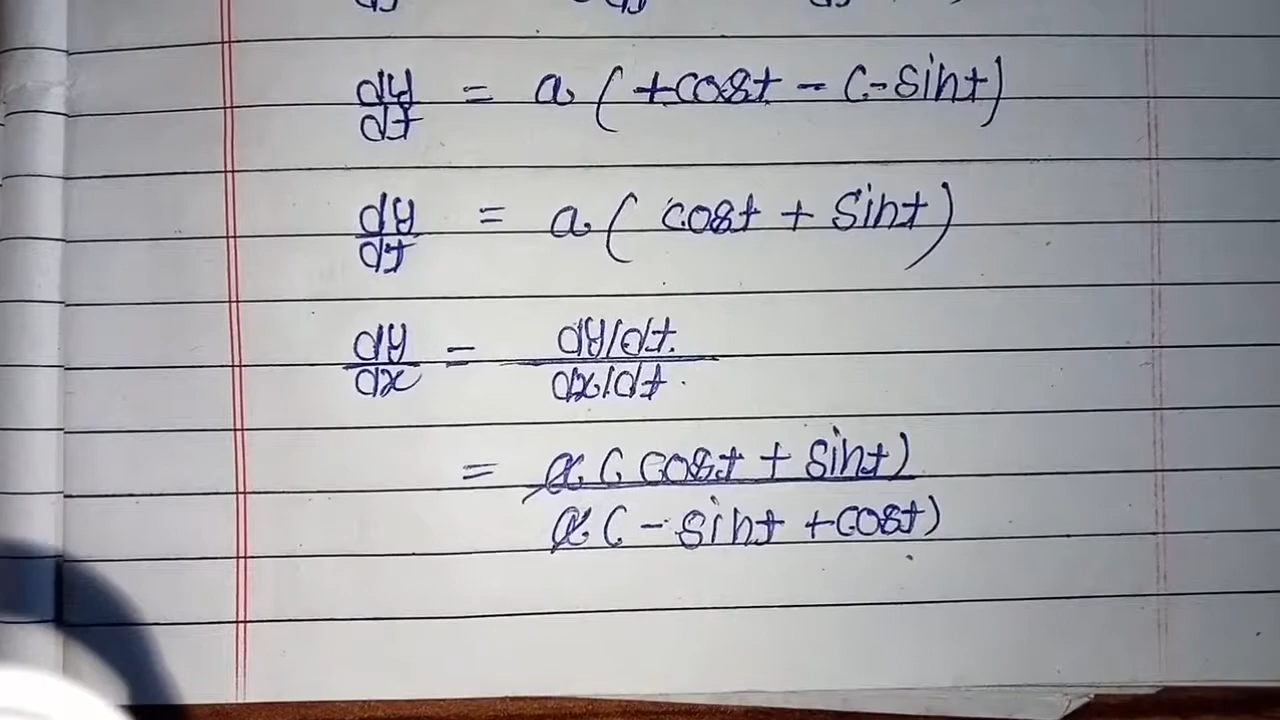 dy/dt = a (+cost - (-sint)
dy/dt = a ( cost + sint)
dy/dx = dy/dt / dx/dt
= a ( cost + sint) / a ( - sint + cost)